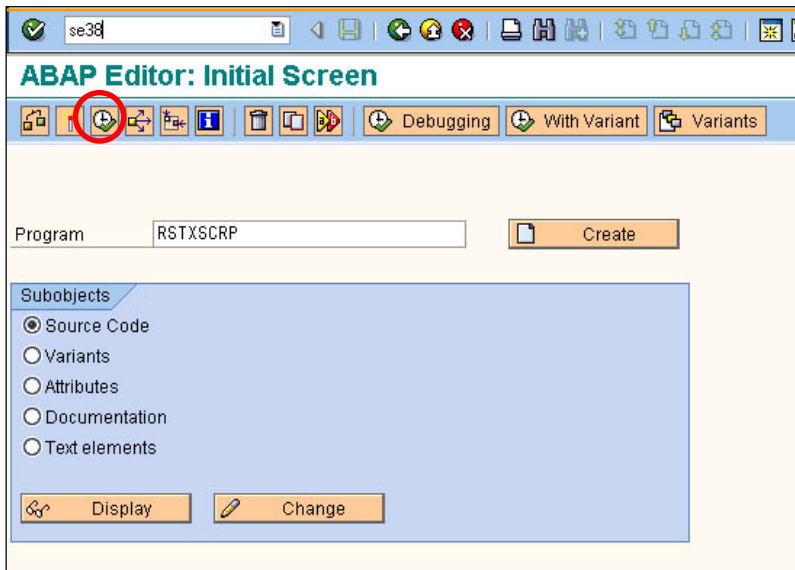 se38
ABAP Editor: Initial Screen
Debugging With Variant Variants
Program RSTXSCRP Create
Subobjects
Source Code
Variants
Attributes
Documentation
Text elements
Display Change